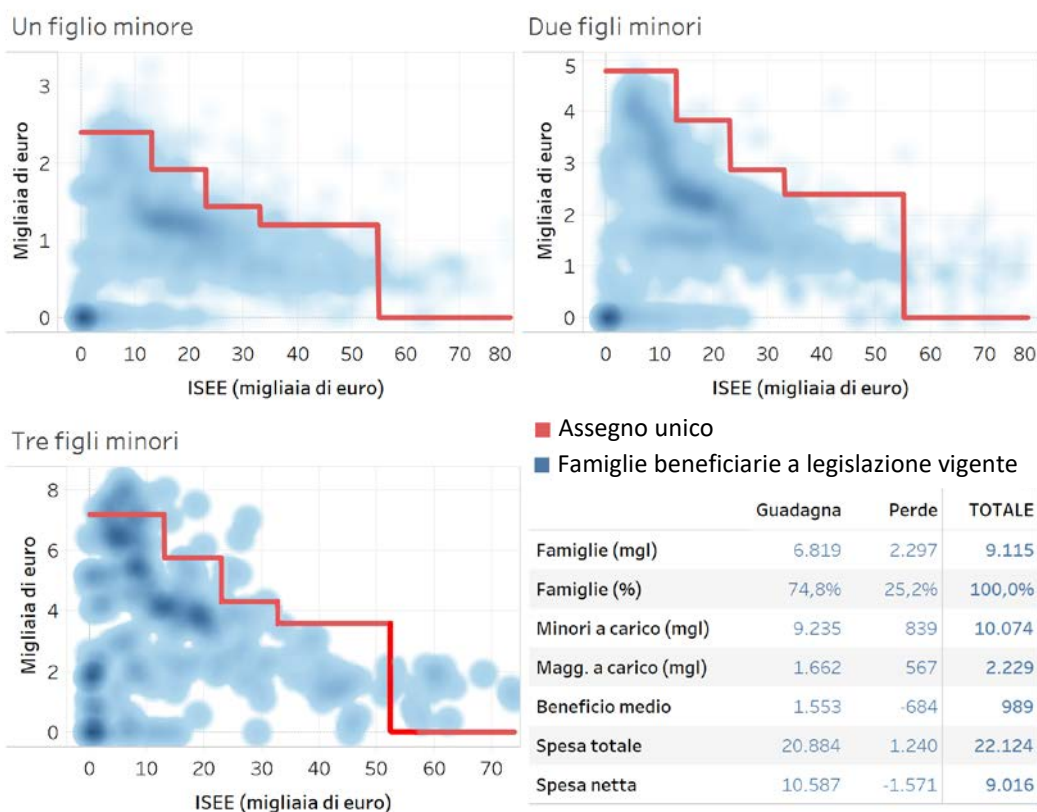 Un figlio minore
3
2
1
0
Migliaia di euro
0 10 20 30 40 50 60 70 80
ISEE (migliaia di euro)
Due figli minori
5
4
3
2
1
0
Migliaia di euro
0 10 20 30 40 50 60 70 80
ISEE (migliaia di euro)
Tre figli minori
8
6
4
2
0
Migliaia di euro
0 10 20 30 40 50 60 70
ISEE (migliaia di euro)
Assegno unico
Famiglie beneficiarie a legislazione vigente
Guadagna Perde TOTALE
Famiglie (mgl) 6.819 2.297 9.115
Famiglie (%) 74,8% 25,2% 100,0%
Minori a carico (mgl) 9.235 839 10.074
Magg. a carico (mgl) 1.662 567 2.229
Beneficio medio 1.553 -684 989
Spesa totale 20.884 1.240 22.124
Spesa netta 10.587 -1.571 9.016